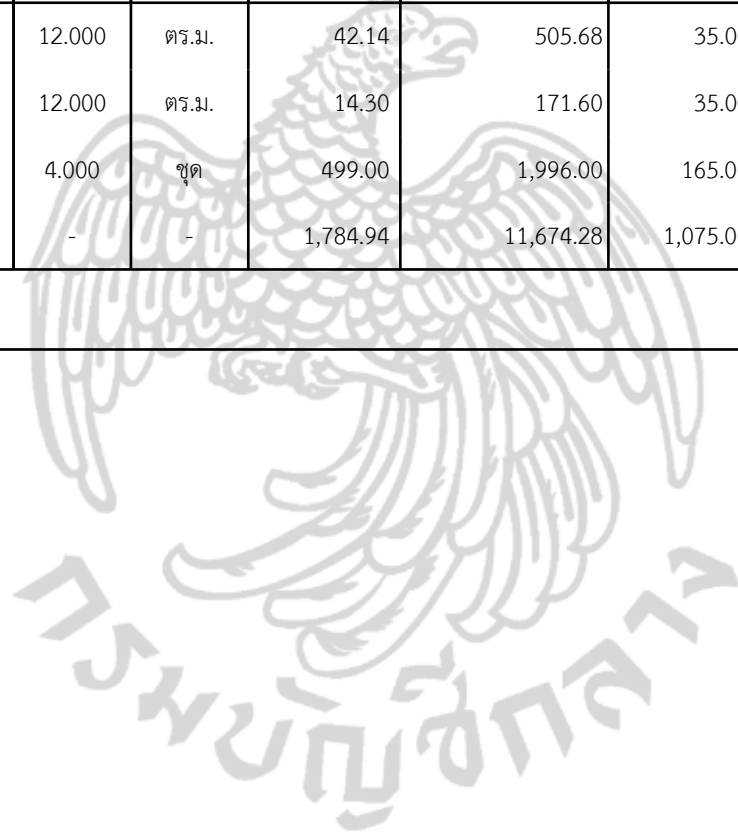 12.000 ตร.ม. 42.14 505.68 35.0
12.000 ตร.ม. 14.30 171.60 35.0
4.000 ชุด 499.00 1,996.00 165.0
- - 1,784.94 11,674.28 1,075.0
กรมบัญชีกลาง